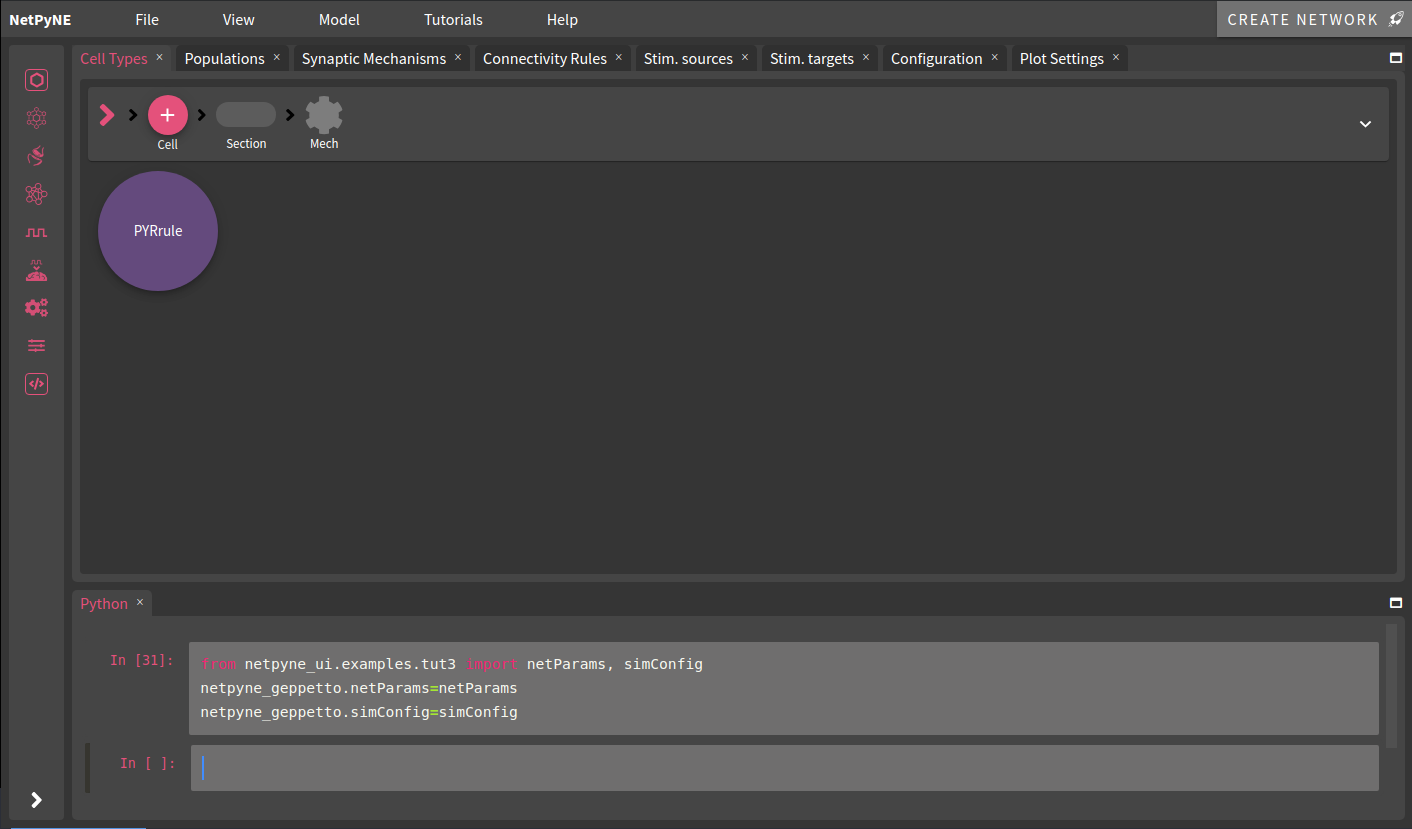 NetPyNE File View Model Tutorials Help CREATE NETWORK
Cell Types × Populations × Synaptic Mechanisms × Connectivity Rules × Stim. sources × Stim. targets × Configuration × Plot Settings ×
Cell Section Mech
PYRrule
Python ×
In [31]: from netpyne_ui.examples.tut3 import netParams, simConfig
netpyne_geppetto.netParams=netParams
netpyne_geppetto.simConfig=simConfig
In [ ]: